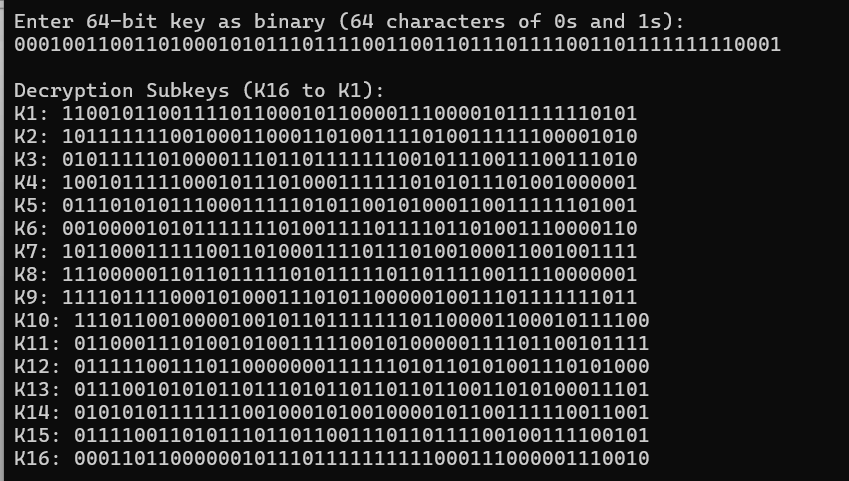 Enter 64-bit key as binary (64 characters of 0s and 1s):
0001001100110100010101110111100110011011101111001101111111110001
Decryption Subkeys (K16 to K1):
K1: 110010110011110110001011000011100001011111110101
K2: 101111111001000110001101001111010011111100001010
K3: 010111110100001110110111111100101110011100111010
K4: 100101111100010111010001111110101011101001000001
K5: 011101010111000111110101100101000110011111101001
K6: 001000010101111111010011110111101101001110000110
K7: 101100011111001101000111101110100100011001001111
K8: 111000001101101111101011111011011110011110000001
K9: 111101111000101000111010110000010011101111111011
K10: 111011001000010010110111111101100001100010111100
K11: 011000111010010100111110010100000111101100101111
K12: 011111001110110000000111111010110101001110101000
K13: 011100101010110111010110110110110011010100011101
K14: 010101011111110010001010010000101100111110011001
K15: 011110011010111011011001110110111100100111100101
K16: 000110110000001011101111111111000111000001110010